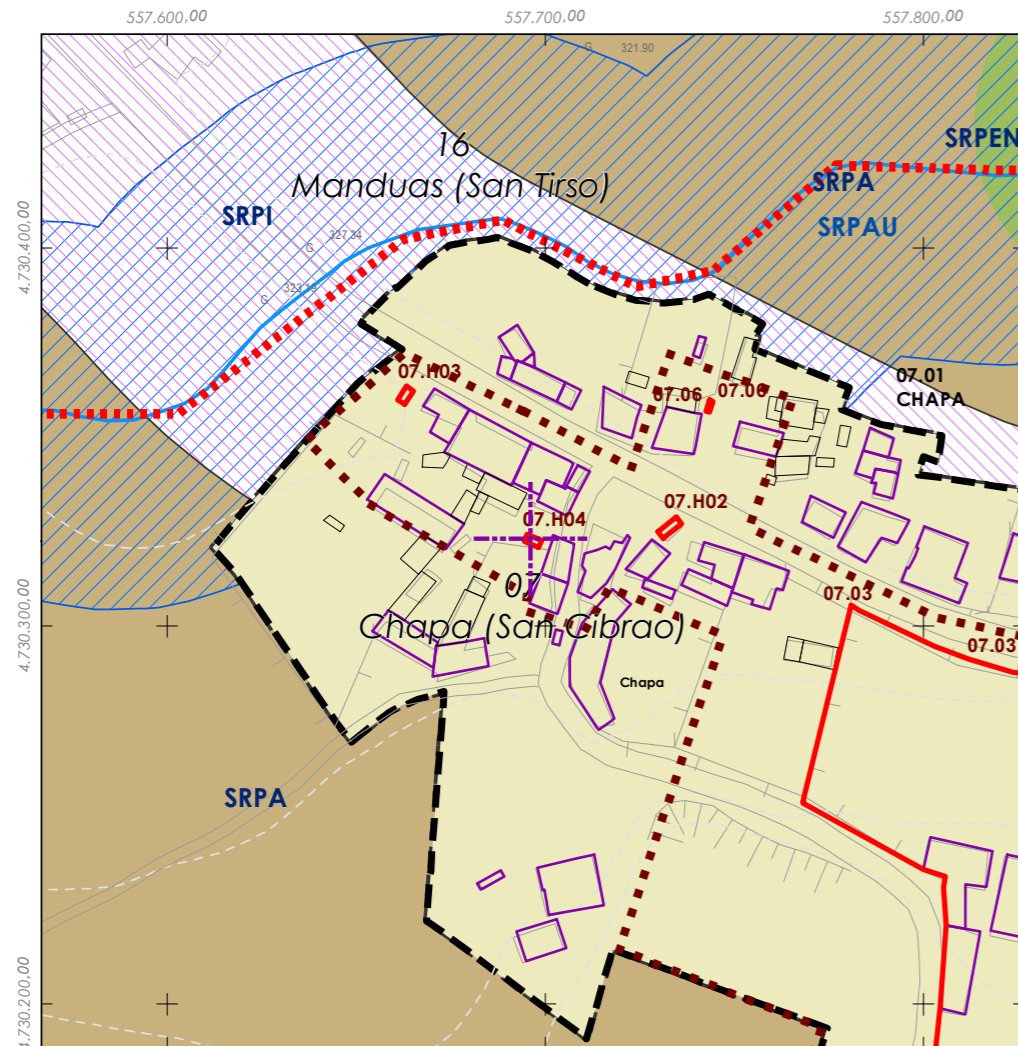 557.600,00
557.700,00
557.800,00
G
321.90
SRPEN
16
Manduas (San Tirso)
SRPA
SRPI
SRPAU
4.730.400,00
G
327.34
G
323.19
07.H03
07.06
07.06
07.01
CHAPA
07.H02
07.H04
07
07.03
4.730.300,00
Chapa (San Cibrao)
07.03
Chapa
SRPA
4.730.200,00